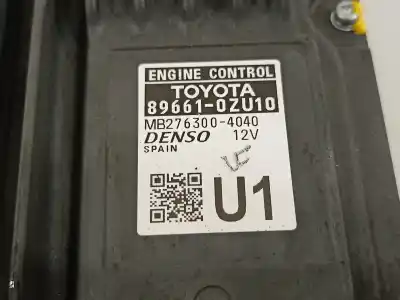 ENGINE CONTROL
TOYOTA
89661-0ZU10
MB276300-4040
DENSO 12V
SPAIN
U1